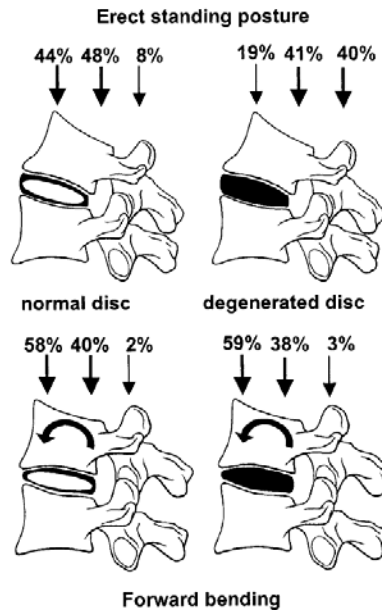 Erect standing posture
44% 48% 8% 19% 41% 40%
normal disc degenerated disc
58% 40% 2% 59% 38% 3%
Forward bending